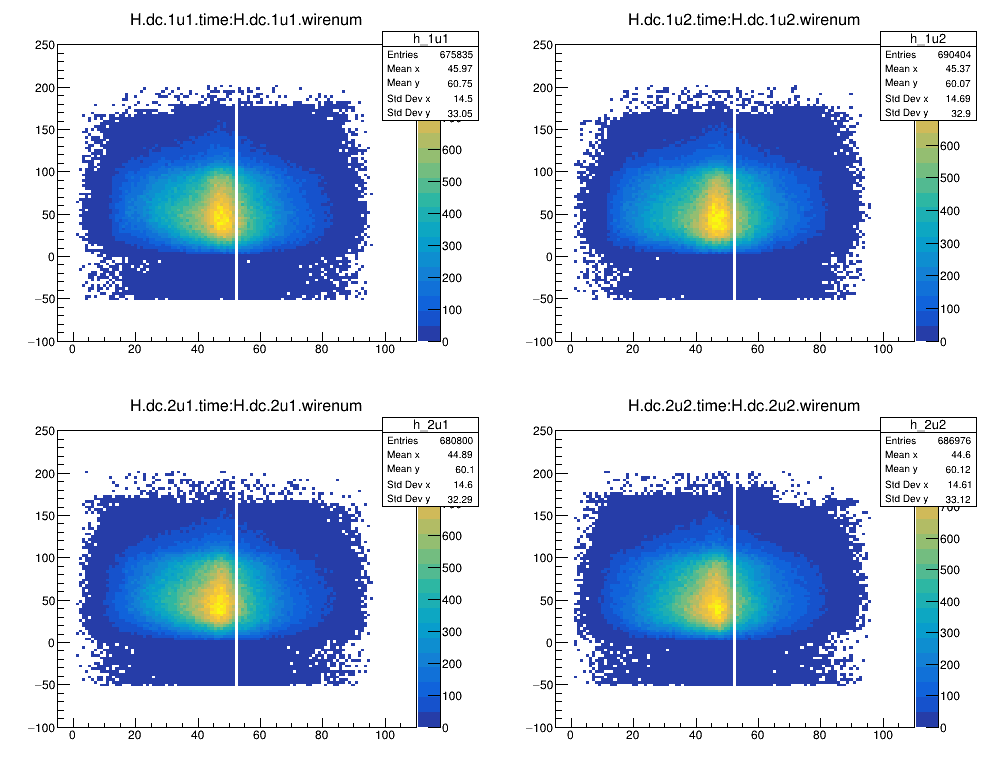 H.dc.1u1.time:H.dc.1u1.wirenum
h_1u1
Entries 675835
Mean x 45.97
Mean y 60.75
Std Dev x 14.5
Std Dev y 33.05
250
200
150
100
50
0
−50
−100
0 20 40 60 80 100
600
500
400
300
200
100
0
H.dc.1u2.time:H.dc.1u2.wirenum
h_1u2
Entries 690404
Mean x 45.37
Mean y 60.07
Std Dev x 14.69
Std Dev y 32.9
250
200
150
100
50
0
−50
−100
0 20 40 60 80 100
600
500
400
300
200
100
0
H.dc.2u1.time:H.dc.2u1.wirenum
h_2u1
Entries 680800
Mean x 44.89
Mean y 60.1
Std Dev x 14.6
Std Dev y 32.29
250
200
150
100
50
0
−50
−100
0 20 40 60 80 100
600
500
400
300
200
100
0
H.dc.2u2.time:H.dc.2u2.wirenum
h_2u2
Entries 686976
Mean x 44.6
Mean y 60.12
Std Dev x 14.61
Std Dev y 33.12
250
200
150
100
50
0
−50
−100
0 20 40 60 80 100
700
600
500
400
300
200
100
0